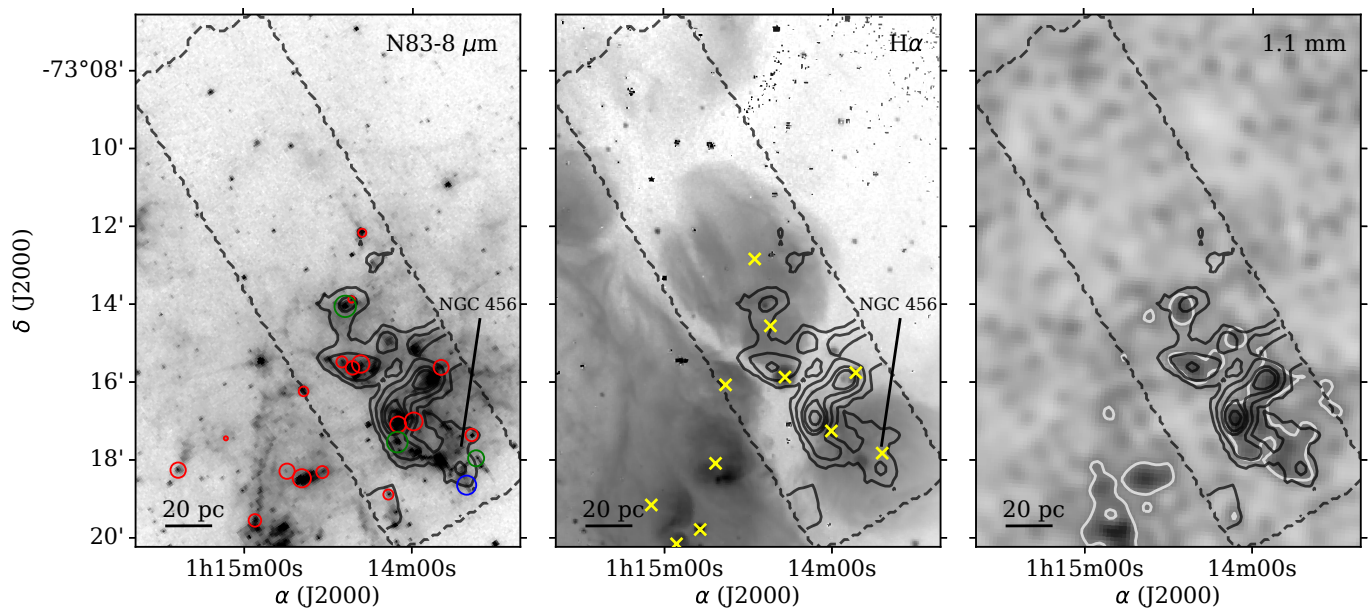 N83-8 μm
Hα
1.1 mm
-73°08'
10'
12'
14'
16'
18'
20'
δ (J2000)
NGC 456
NGC 456
20 pc
20 pc
20 pc
1h15m00s
14m00s
1h15m00s
14m00s
1h15m00s
14m00s
α (J2000)
α (J2000)
α (J2000)